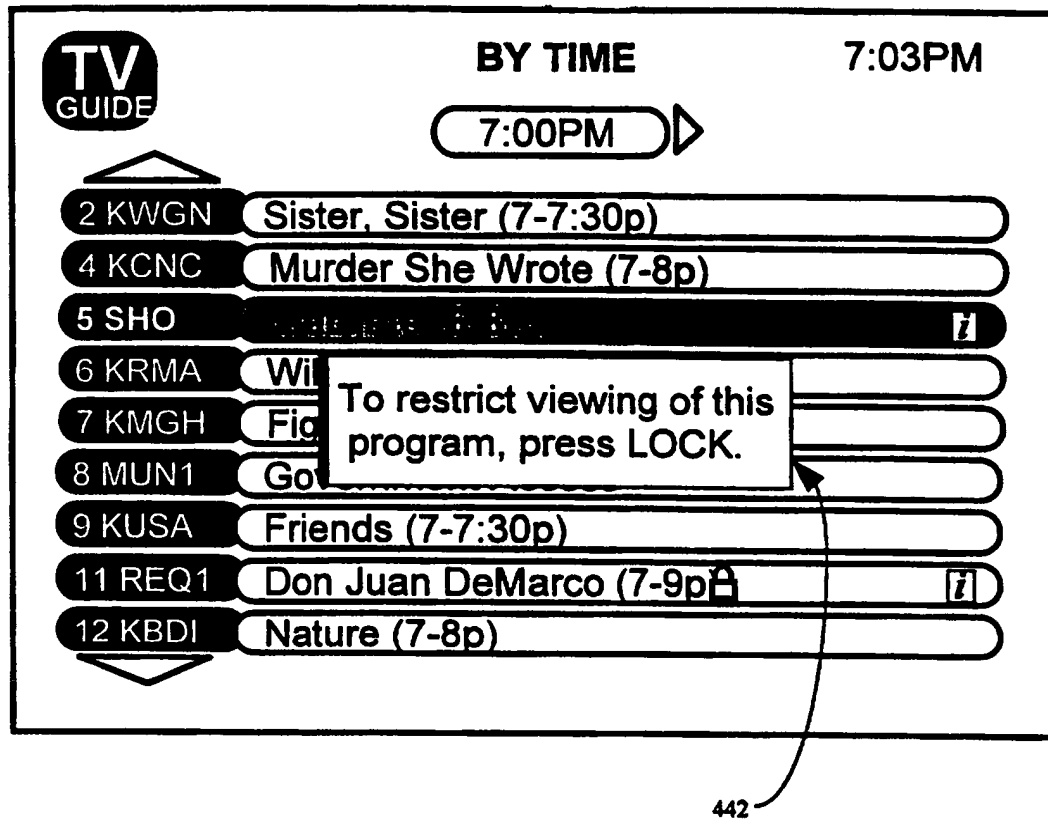 TV GUIDE
BY TIME
7:03PM
7:00PM
2 KWGN Sister, Sister (7-7:30p)
4 KCNC Murder She Wrote (7-8p)
5 SHO i
6 KRMA Wil
7 KMGH Fig
To restrict viewing of this
program, press LOCK.
8 MUN1 Gov
9 KUSA Friends (7-7:30p)
11 REQ1 Don Juan DeMarco (7-9p i
12 KBDI Nature (7-8p)
442